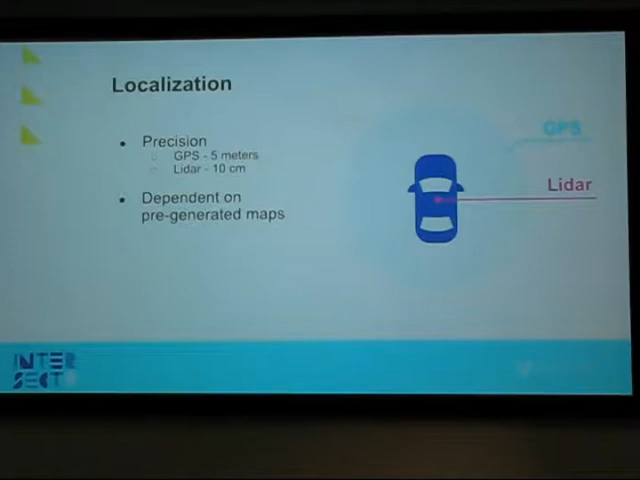 Localization
Precision
GPS - 5 meters
Lidar - 10 cm
Dependent on
pre-generated maps
GPS
Lidar
INTER
SECT